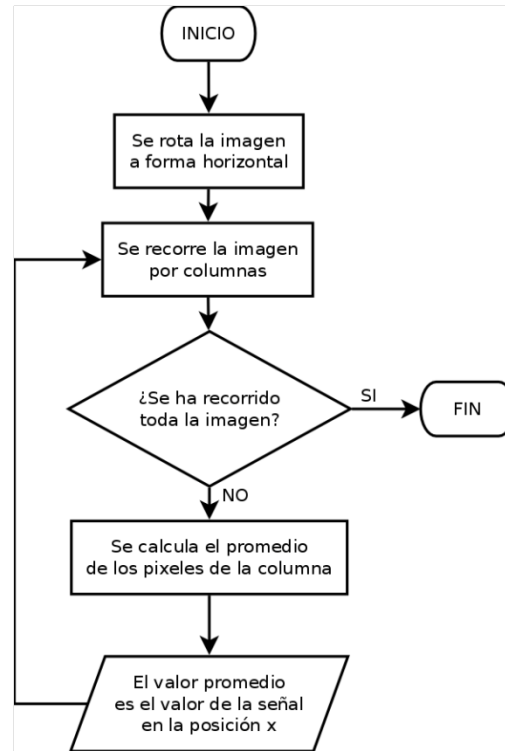 INICIO
Se rota la imagen
a forma horizontal
Se recorre la imagen
por columnas
¿Se ha recorrido
toda la imagen?
SI
FIN
NO
Se calcula el promedio
de los pixeles de la columna
El valor promedio
es el valor de la señal
en la posición x